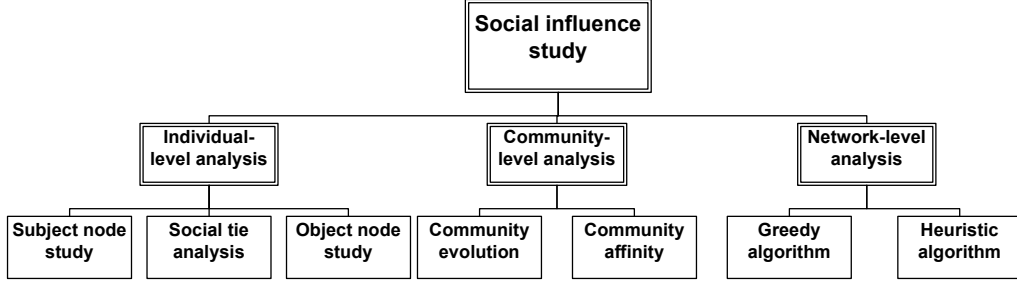 Social influence
study
Individual-
level analysis
Community-
level analysis
Network-level
analysis
Subject node
study
Social tie
analysis
Object node
study
Community
evolution
Community
affinity
Greedy
algorithm
Heuristic
algorithm